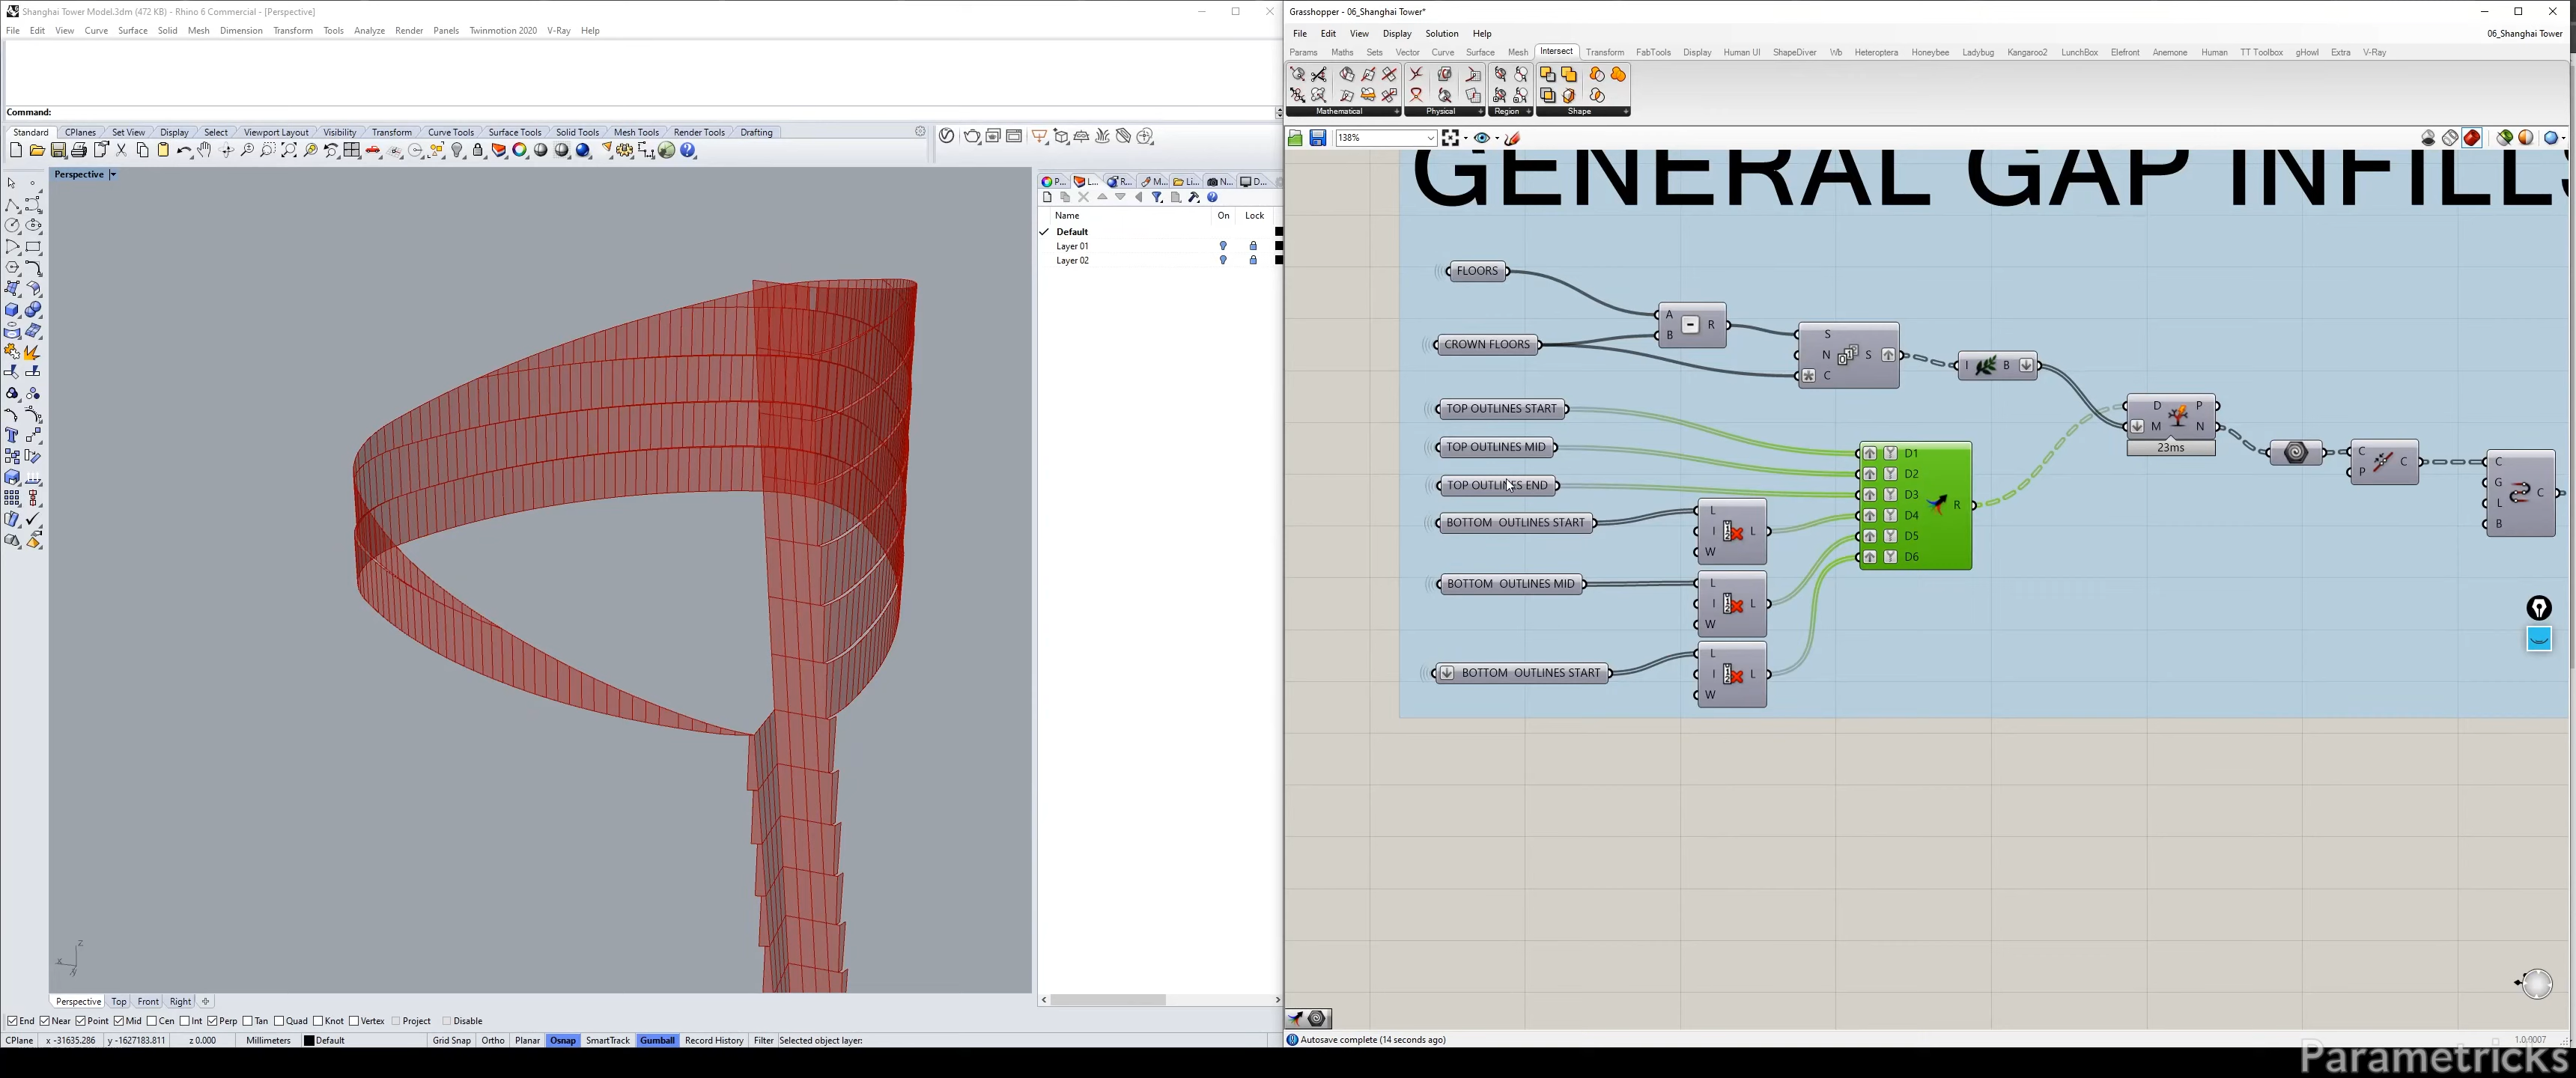 Shanghai Tower Model.3dm (472 KB) - Rhino 6 Commercial - [Perspective]
File Edit View Curve Surface Solid Mesh Dimension Transform Tools Analyze Render Panels Twinmotion 2020 V-Ray Help
Command:
Standard CPlanes Set View Display Select Viewport Layout Visibility Transform Curve Tools Surface Tools Solid Tools Mesh Tools Render Tools Drafting
Perspective
P... L... R... M... Li... N... D...
Name On Lock
Default
Layer 01
Layer 02
z
x
y
Perspective Top Front Right
End Near Point Mid Cen Int Perp Tan Quad Knot Vertex Project Disable
CPlane x -31635.286 y -1627183.811 z 0.000 Millimeters Default Grid Snap Ortho Planar Osnap SmartTrack Gumball Record History Filter Selected object layer:
Grasshopper - 06_Shanghai Tower*
File Edit View Display Solution Help
06_Shanghai Tower
Params Maths Sets Vector Curve Surface Mesh Intersect Transform FabTools Display Human UI ShapeDiver Wb Heteroptera Honeybee Ladybug Kangaroo2 LunchBox Elefront Anemone Human TT Toolbox gHowl Extra V-Ray
Mathematical Physical Region Shape
138%
GENERAL GAP INFILLS
FLOORS
CROWN FLOORS
A
B
R
S
N
C
S
I B
TOP OUTLINES START
TOP OUTLINES MID
TOP OUTLINES END
BOTTOM OUTLINES START
BOTTOM OUTLINES MID
BOTTOM OUTLINES START
L
I
W
L
L
I
W
L
L
I
W
L
D1
D2
D3
D4
D5
D6
R
D P
M N
23ms
C
P
C
C
G
L
B
C
Autosave complete (14 seconds ago)
1.0.0007
Parametricks